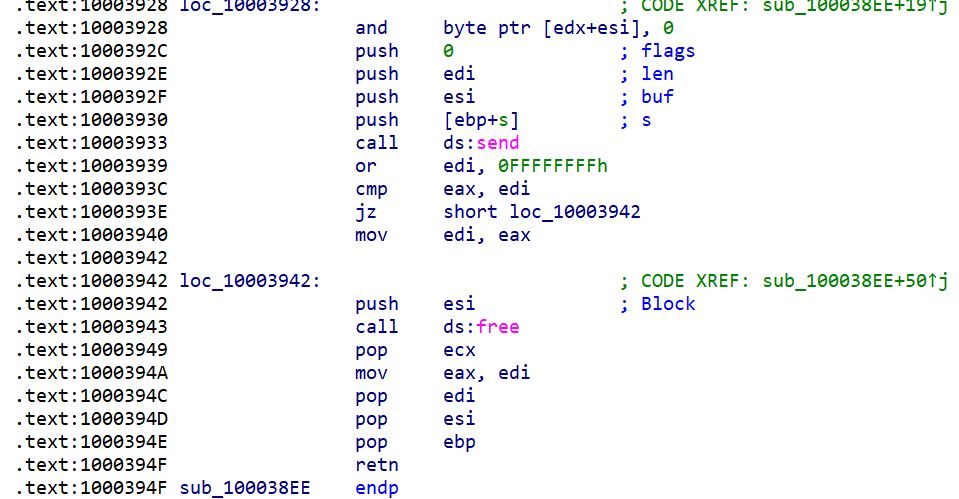 .text:10003928 loc_10003928: ; CODE XREF: sub_100038EE+19↑j
.text:10003928 and byte ptr [edx+esi], 0
.text:1000392C push 0 ; flags
.text:1000392E push edi ; len
.text:1000392F push esi ; buf
.text:10003930 push [ebp+s] ; s
.text:10003933 call ds:send
.text:10003939 or edi, 0FFFFFFFFh
.text:1000393C cmp eax, edi
.text:1000393E jz short loc_10003942
.text:10003940 mov edi, eax
.text:10003942
.text:10003942 loc_10003942: ; CODE XREF: sub_100038EE+50↑j
.text:10003942 push esi ; Block
.text:10003943 call ds:free
.text:10003949 pop ecx
.text:1000394A mov eax, edi
.text:1000394C pop edi
.text:1000394D pop esi
.text:1000394E pop ebp
.text:1000394F retn
.text:1000394F sub_100038EE endp